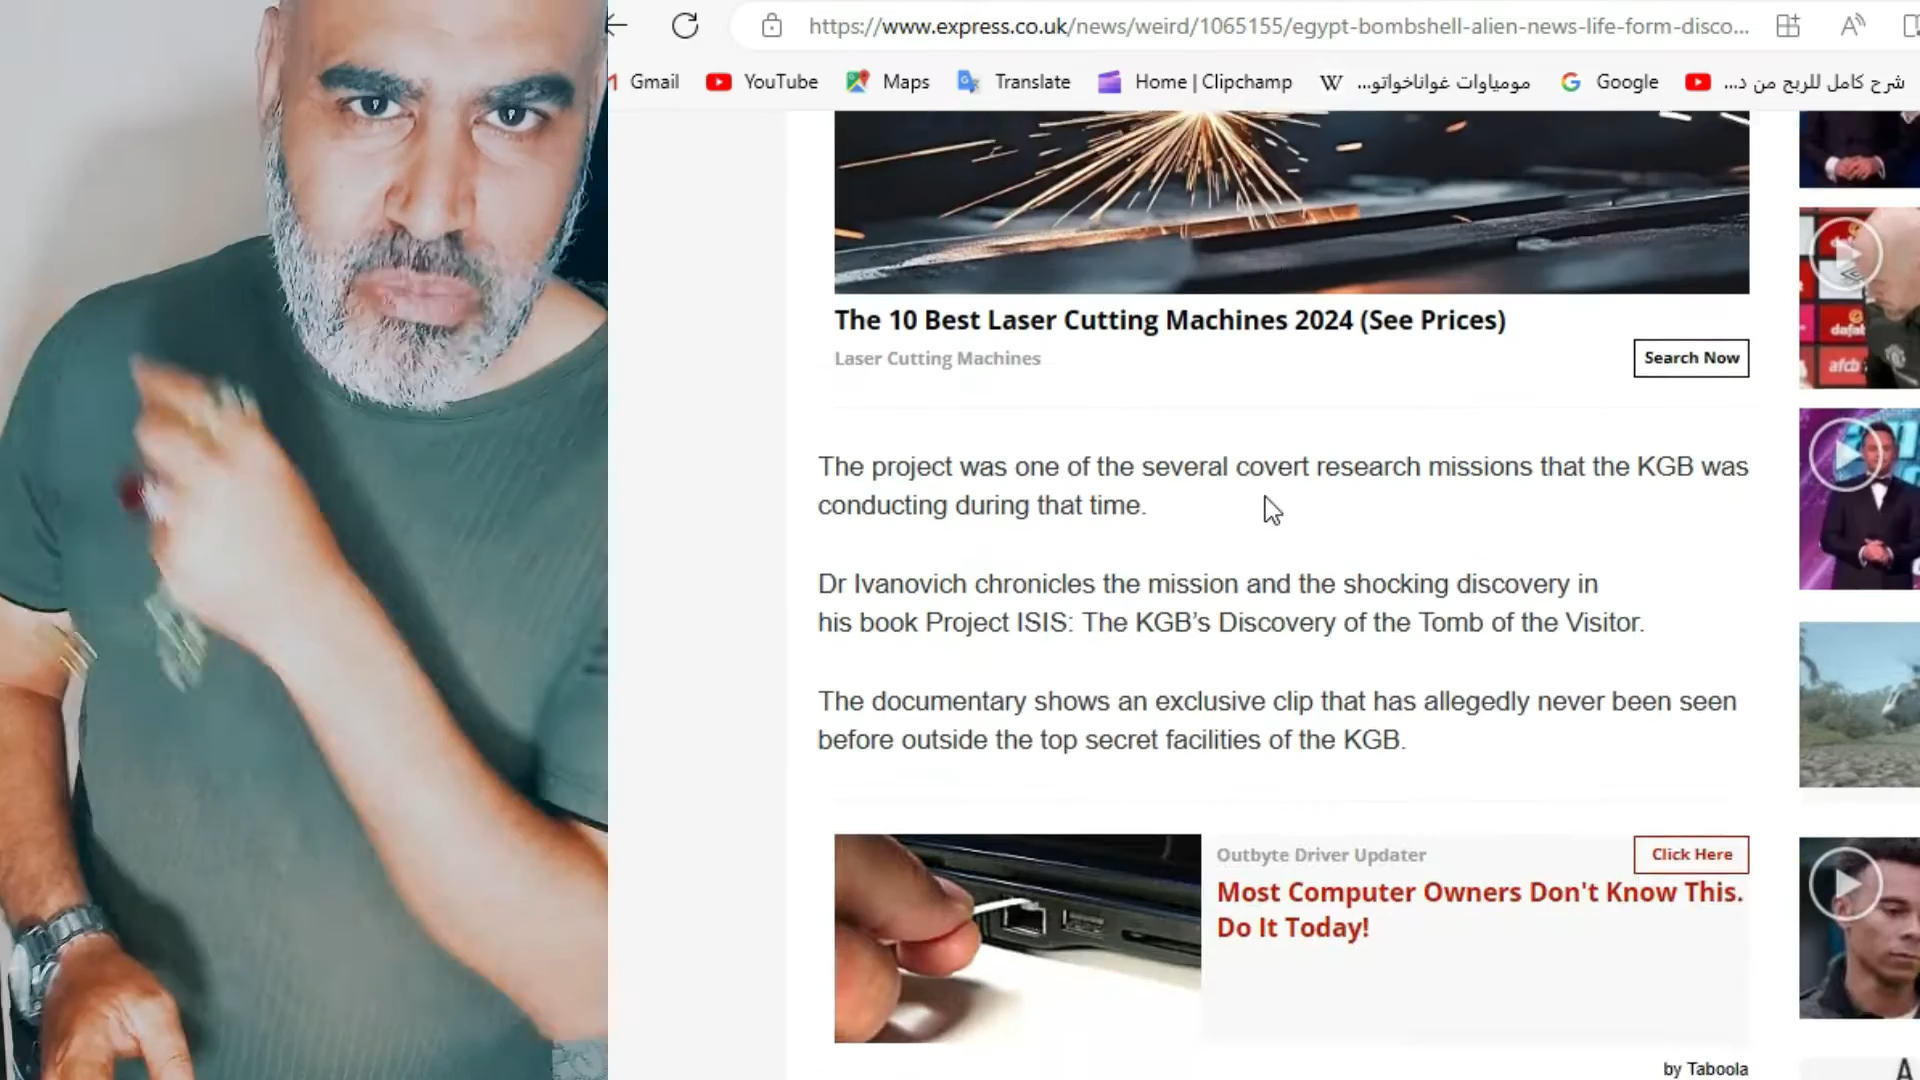 https://www.express.co.uk/news/weird/1065155/egypt-bombshell-alien-news-life-form-disco...
Gmail YouTube Maps Translate Home | Clipchamp مومياوات غواناخواتو... Google شرح كامل للربح من د...
The 10 Best Laser Cutting Machines 2024 (See Prices)
Laser Cutting Machines
Search Now
The project was one of the several covert research missions that the KGB was
conducting during that time.
Dr Ivanovich chronicles the mission and the shocking discovery in
his book Project ISIS: The KGB’s Discovery of the Tomb of the Visitor.
The documentary shows an exclusive clip that has allegedly never been seen
before outside the top secret facilities of the KGB.
Outbyte Driver Updater
Click Here
Most Computer Owners Don't Know This.
Do It Today!
by Taboola